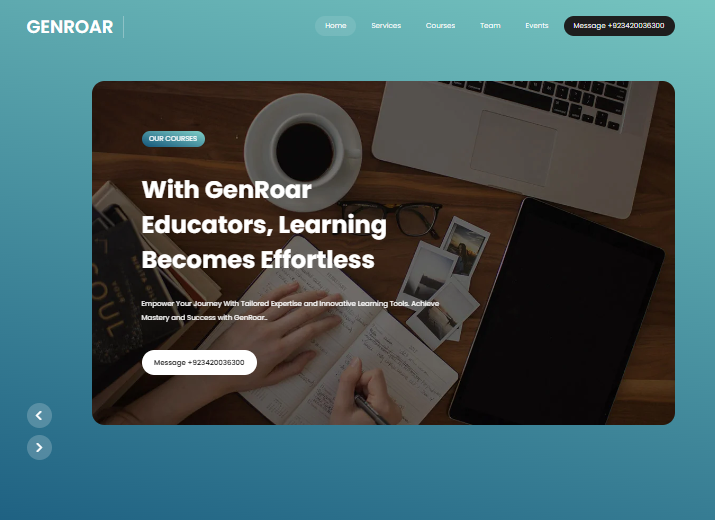 GENROAR
Home Services Courses Team Events Message +923420036300
OUR COURSES
With GenRoar
Educators, Learning
Becomes Effortless
Empower Your Journey With Tailored Expertise and Innovative Learning Tools, Achieve
Mastery and Success with GenRoar..
Message +923420036300
OUL